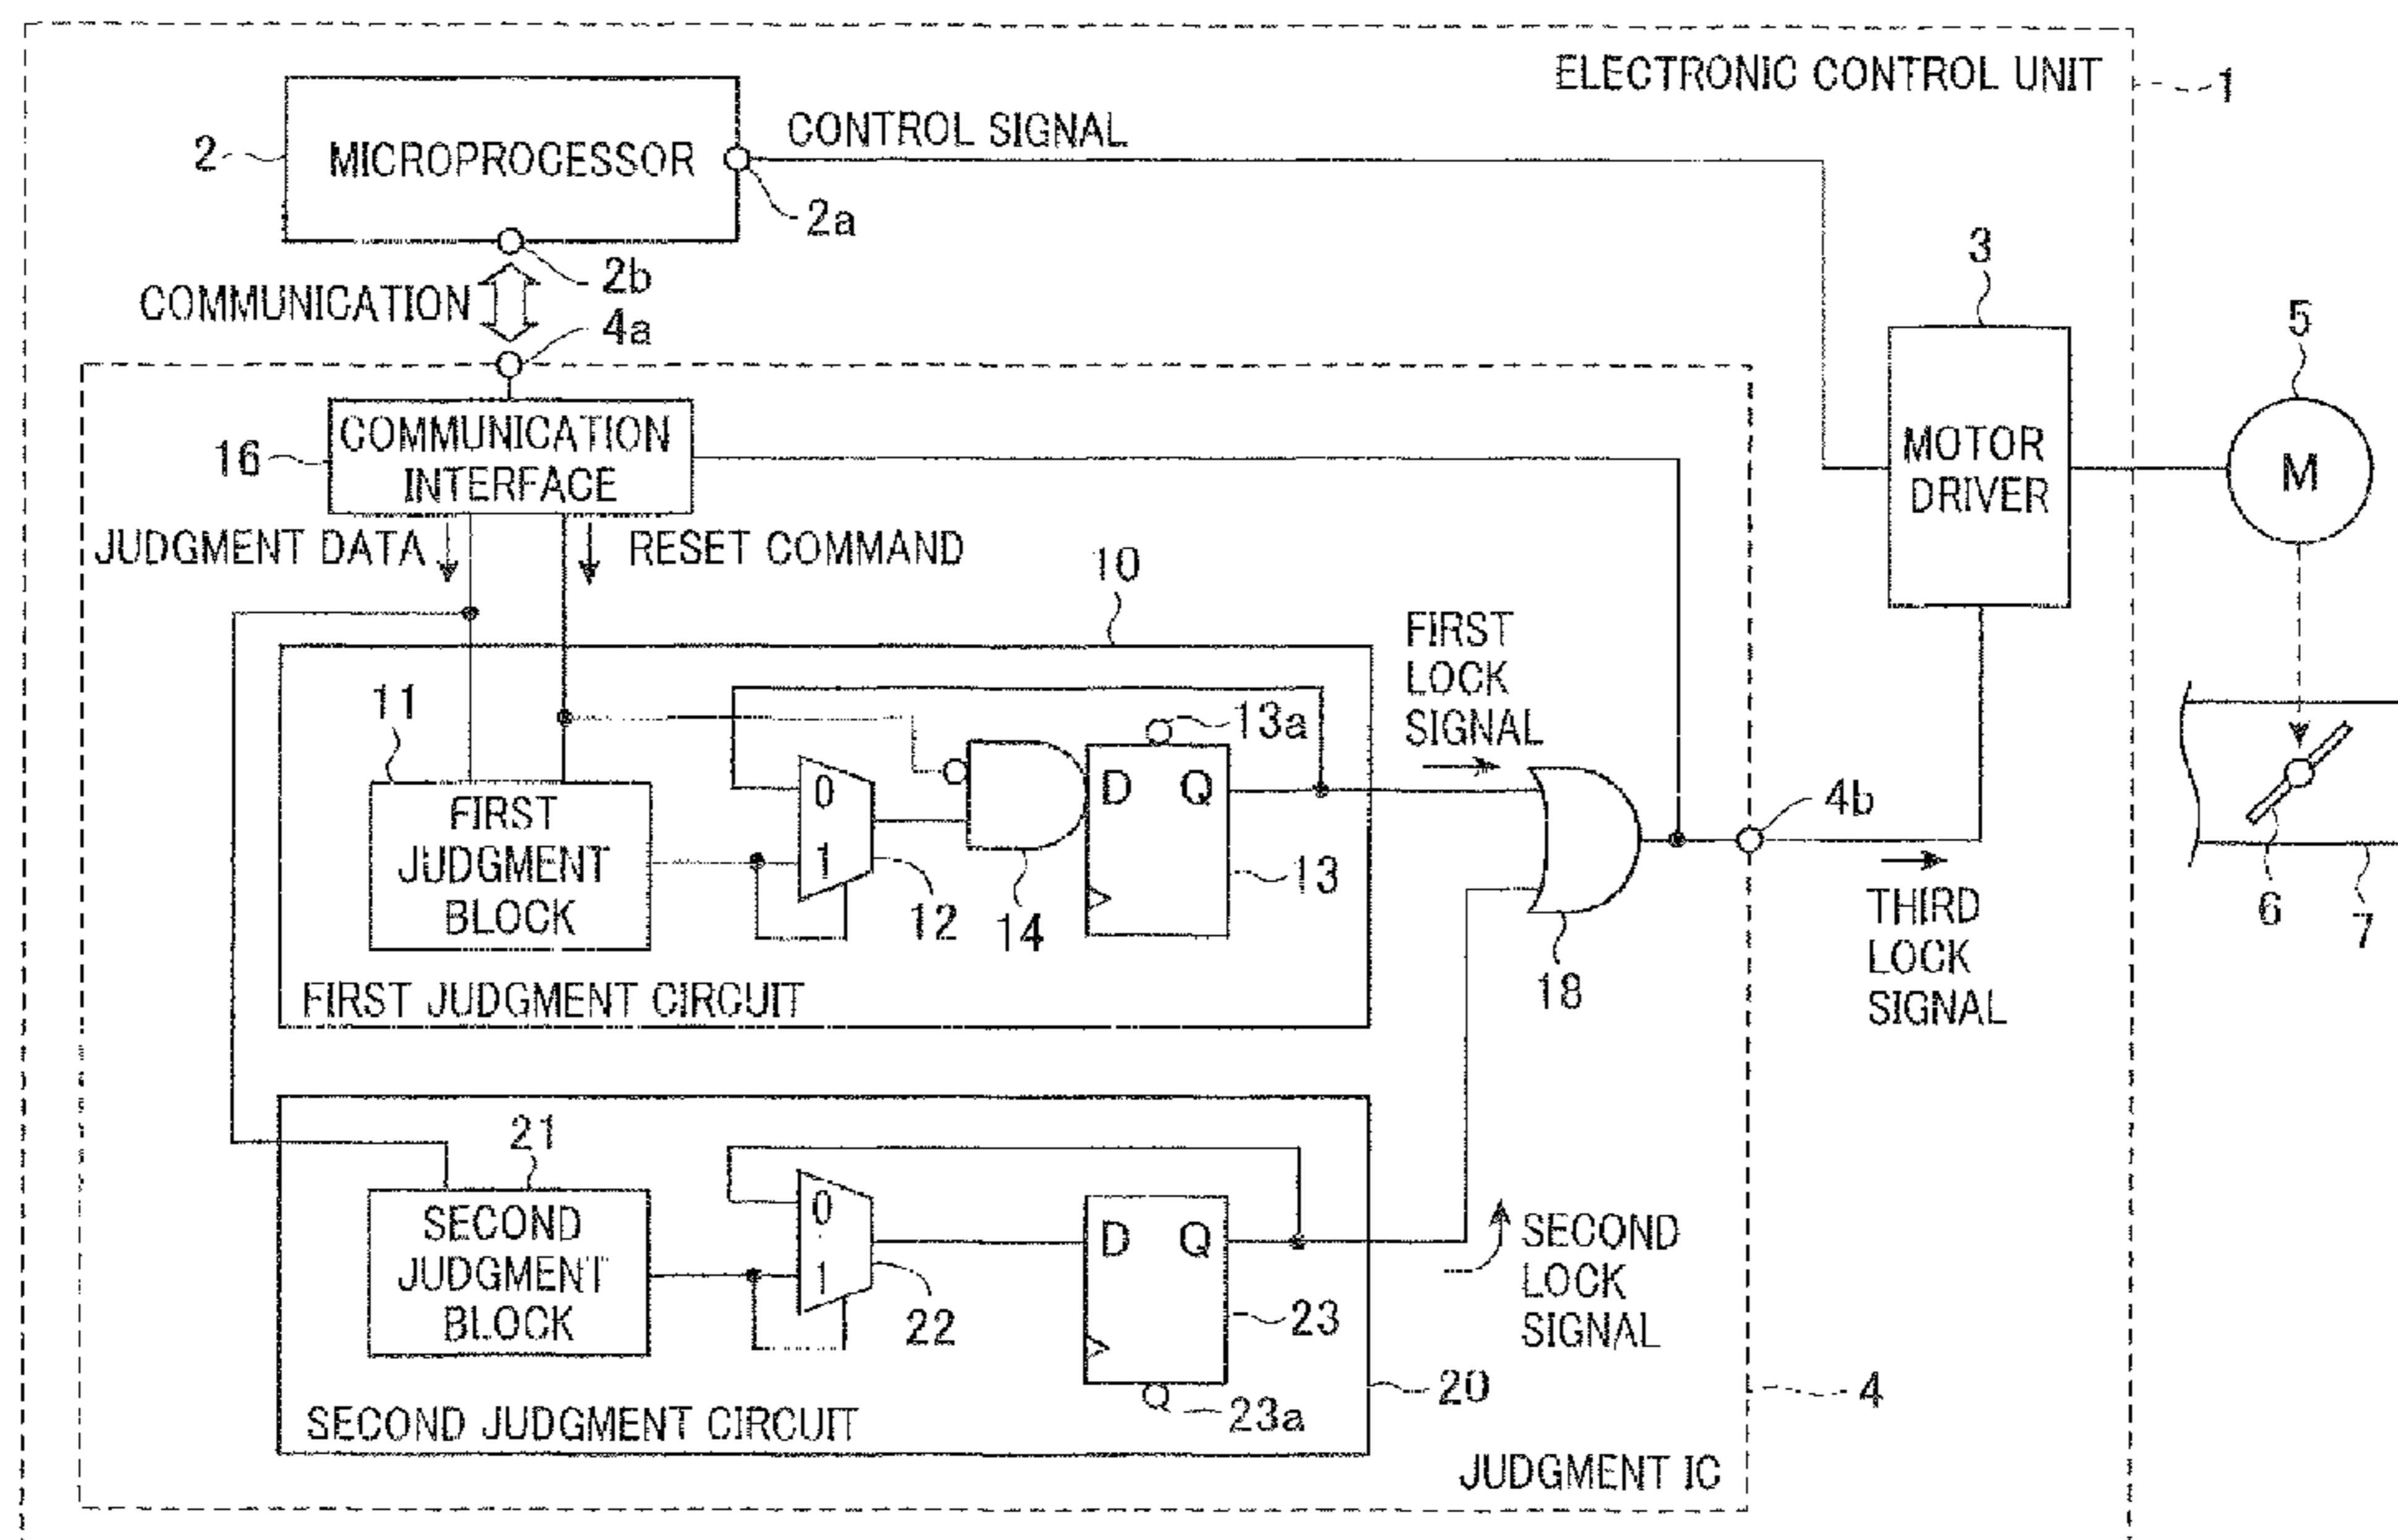 ELECTRONIC CONTROL UNIT
1
2
MICROPROCESSOR
CONTROL SIGNAL
2a
2b
COMMUNICATION
4a
3
5
16
COMMUNICATION
INTERFACE
MOTOR
DRIVER
M
JUDGMENT DATA
RESET COMMAND
10
FIRST
LOCK
SIGNAL
11
13a
FIRST
JUDGMENT
BLOCK
0
1
D
Q
4b
12
14
13
18
6
7
THIRD
LOCK
SIGNAL
FIRST JUDGMENT CIRCUIT
21
SECOND
JUDGMENT
BLOCK
0
1
D
Q
22
23
SECOND
LOCK
SIGNAL
23a
20
4
SECOND JUDGMENT CIRCUIT
JUDGMENT IC